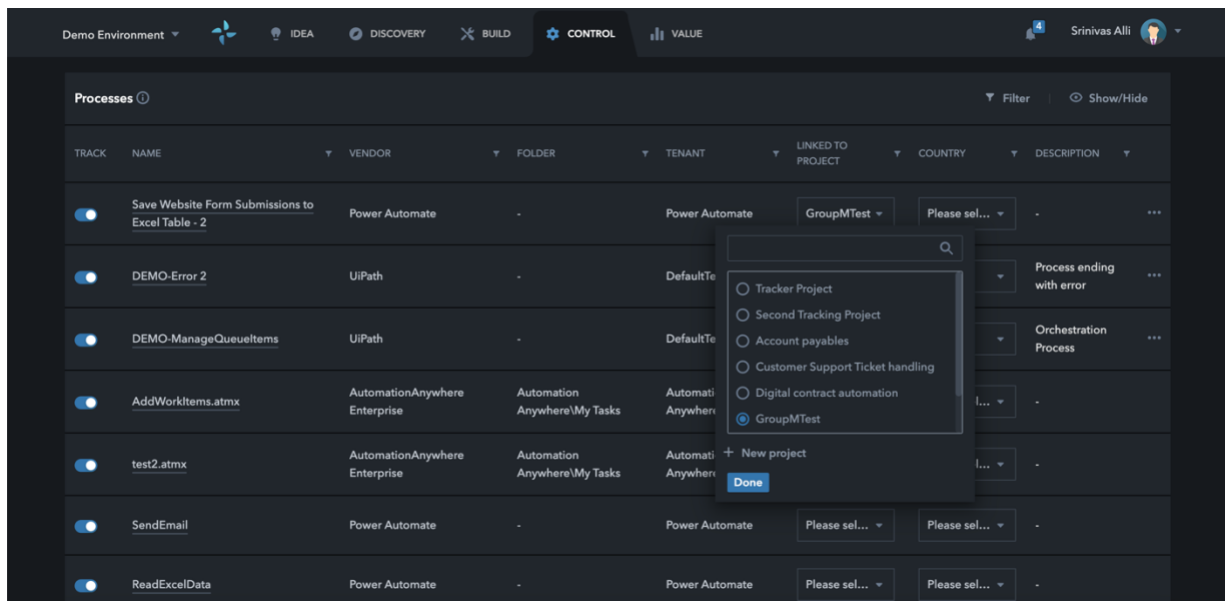 Demo Environment
IDEA
DISCOVERY
BUILD
CONTROL
VALUE
4
Srinivas Alli
Processes
Filter
Show/Hide
TRACK
NAME
VENDOR
FOLDER
TENANT
LINKED TO
PROJECT
COUNTRY
DESCRIPTION
Save Website Form Submissions to
Excel Table - 2
Power Automate
-
Power Automate
GroupMTest
Please sel...
-
DEMO-Error 2
UiPath
-
DefaultTe
Process ending
with error
DEMO-ManageQueueItems
UiPath
-
DefaultTe
Orchestration
Process
AddWorkItems.atmx
AutomationAnywhere
Enterprise
Automation
Anywhere\My Tasks
Automati
Anywher
l...
-
test2.atmx
AutomationAnywhere
Enterprise
Automation
Anywhere\My Tasks
Automati
Anywher
l...
-
SendEmail
Power Automate
-
Power Automate
Please sel...
Please sel...
-
ReadExcelData
Power Automate
-
Power Automate
Please sel...
Please sel...
-
Tracker Project
Second Tracking Project
Account payables
Customer Support Ticket handling
Digital contract automation
GroupMTest
+ New project
Done